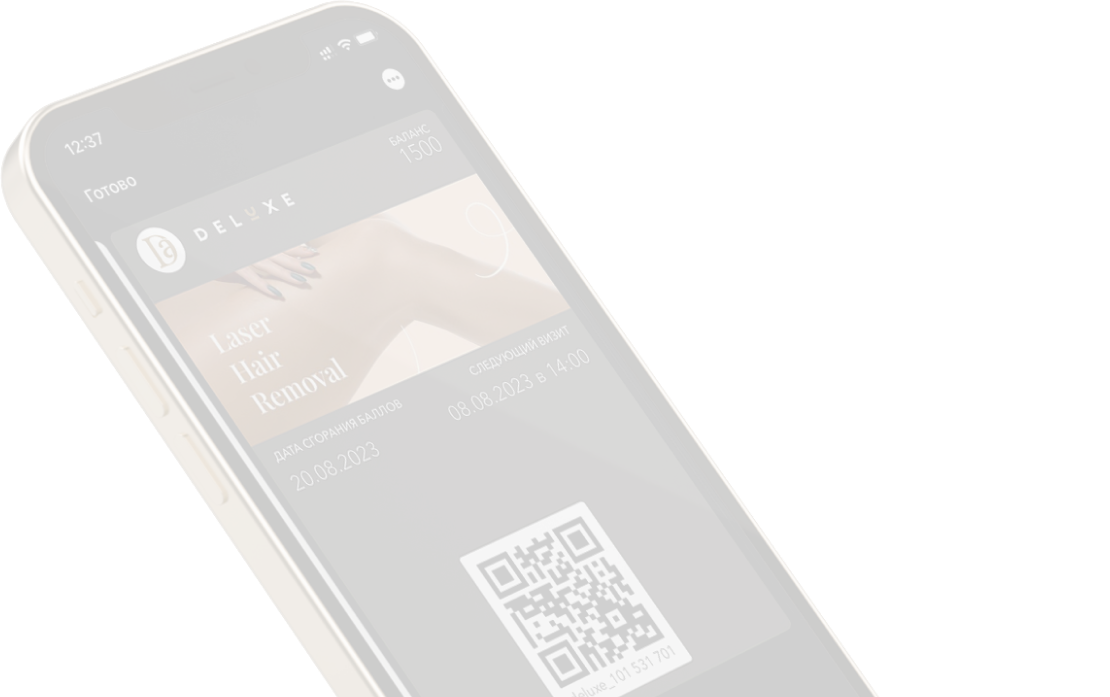 12:37
Готово
DELUXE
БАЛАНС
1500
Laser
Hair
Removal
9
ДАТА СГОРАНИЯ БАЛЛОВ
20.08.2023
СЛЕДУЮЩИЙ ВИЗИТ
08.08.2023 в 14:00
deluxe_101 531 701